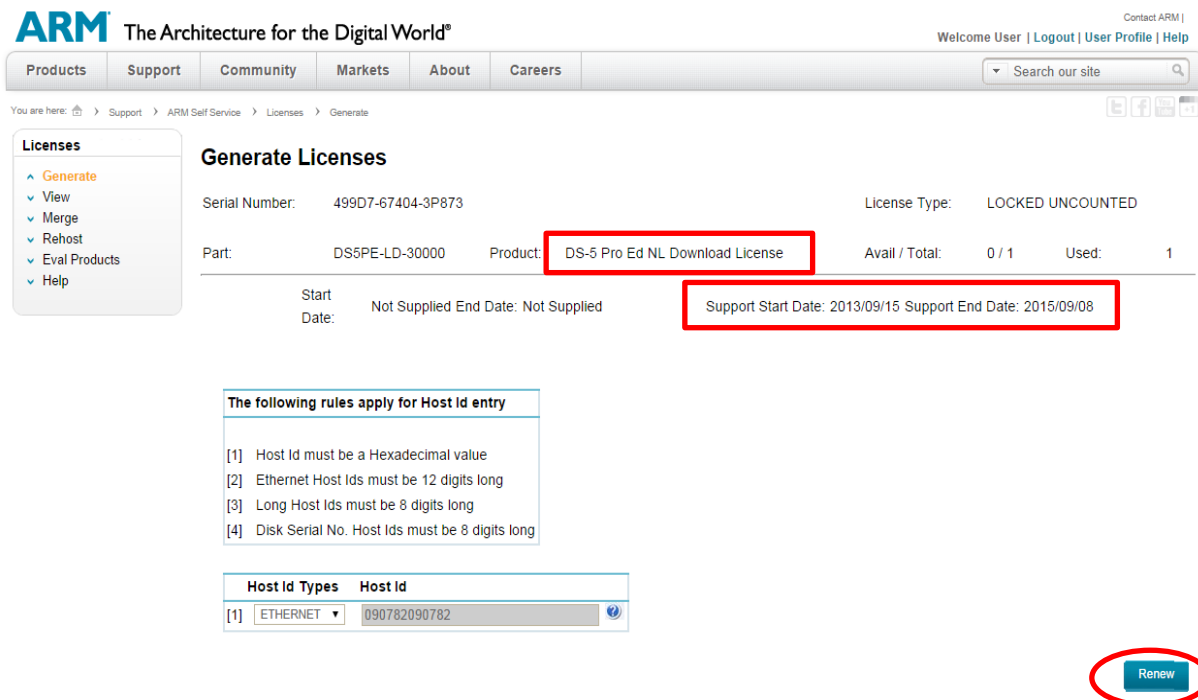 Contact ARM |
ARM The Architecture for the Digital World®
Welcome User | Logout | User Profile | Help
Products Support Community Markets About Careers
Search our site
You are here: > Support > ARM Self Service > Licenses > Generate
You Tube +1
Licenses
Generate
View
Merge
Rehost
Eval Products
Help
Generate Licenses
Serial Number: 499D7-67404-3P873 License Type: LOCKED UNCOUNTED
Part: DS5PE-LD-30000 Product: DS-5 Pro Ed NL Download License Avail / Total: 0 / 1 Used: 1
Start
Date:
Not Supplied End Date: Not Supplied Support Start Date: 2013/09/15 Support End Date: 2015/09/08
The following rules apply for Host Id entry
[1] Host Id must be a Hexadecimal value
[2] Ethernet Host Ids must be 12 digits long
[3] Long Host Ids must be 8 digits long
[4] Disk Serial No. Host Ids must be 8 digits long
Host Id Types Host Id
[1] ETHERNET 090782090782 ?
Renew